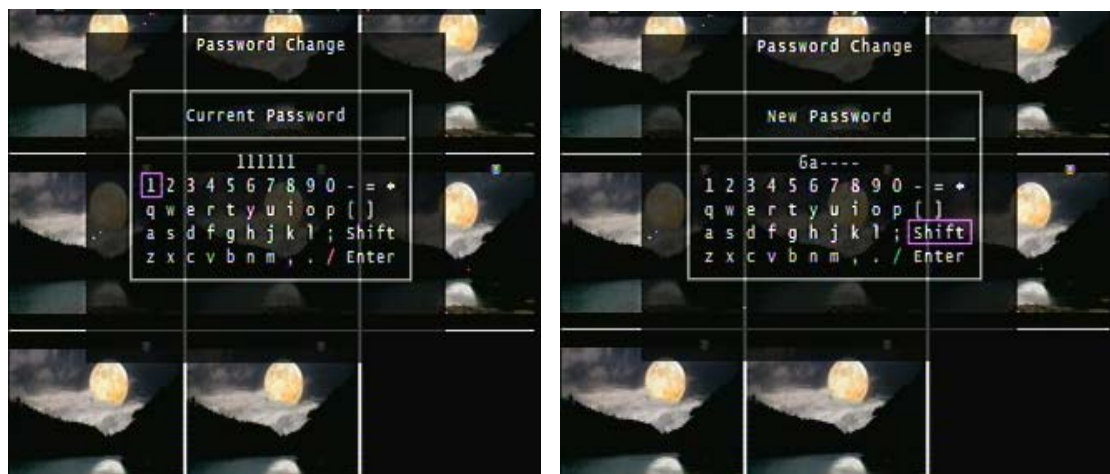 Password Change
Current Password
111111
1 2 3 4 5 6 7 8 9 0 - = ←
q w e r t y u i o p [ ]
a s d f g h j k l ; Shift
z x c v b n m , . / Enter
Password Change
New Password
6a----
1 2 3 4 5 6 7 8 9 0 - = ←
q w e r t y u i o p [ ]
a s d f g h j k l ; Shift
z x c v b n m , . / Enter